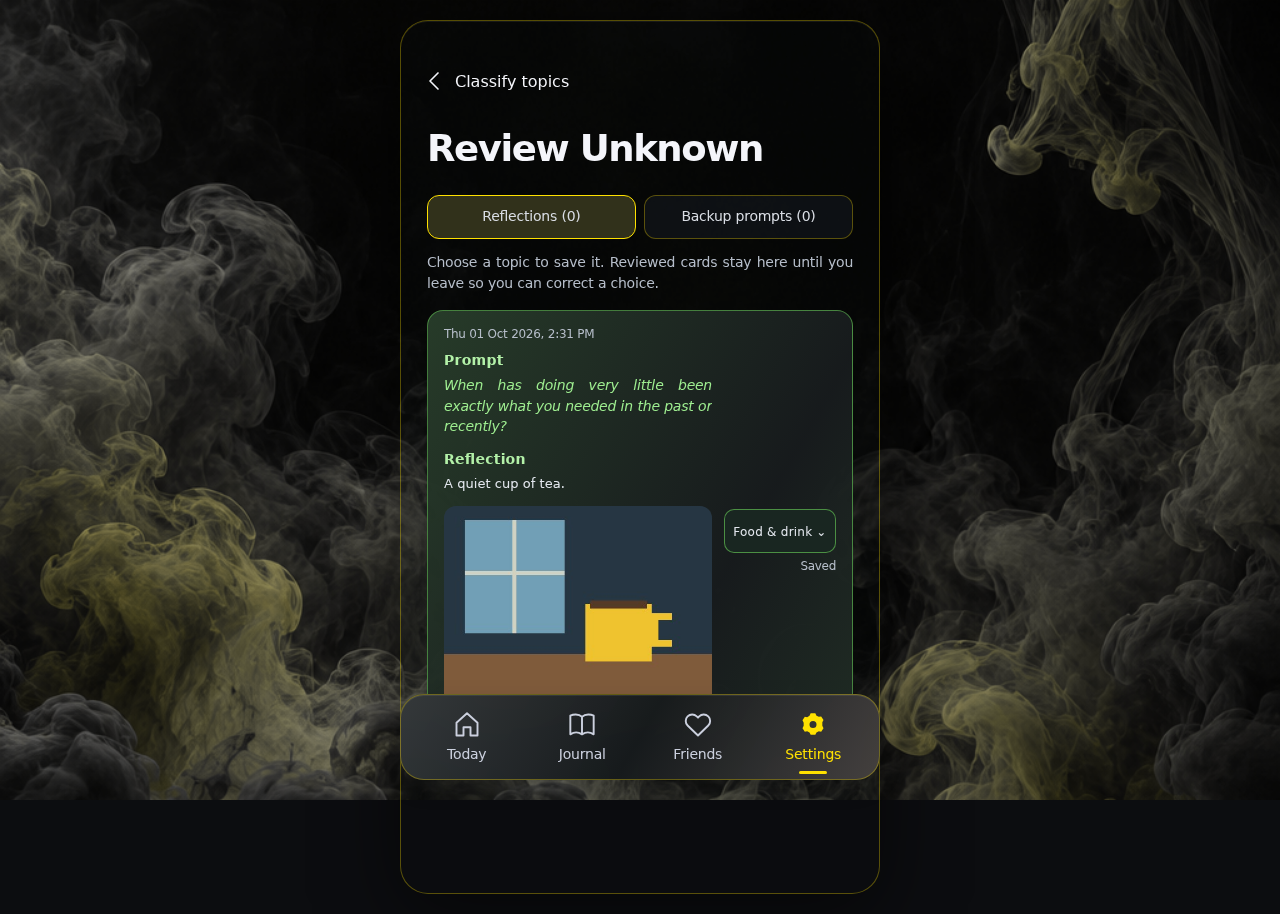 Classify topics
Review Unknown
Reflections (0)
Backup prompts (0)
Choose a topic to save it. Reviewed cards stay here until you
leave so you can correct a choice.
Thu 01 Oct 2026, 2:31 PM
Prompt
When has doing very little been
exactly what you needed in the past or
recently?
Reflection
A quiet cup of tea.
Food & drink
Saved
Today
Journal
Friends
Settings